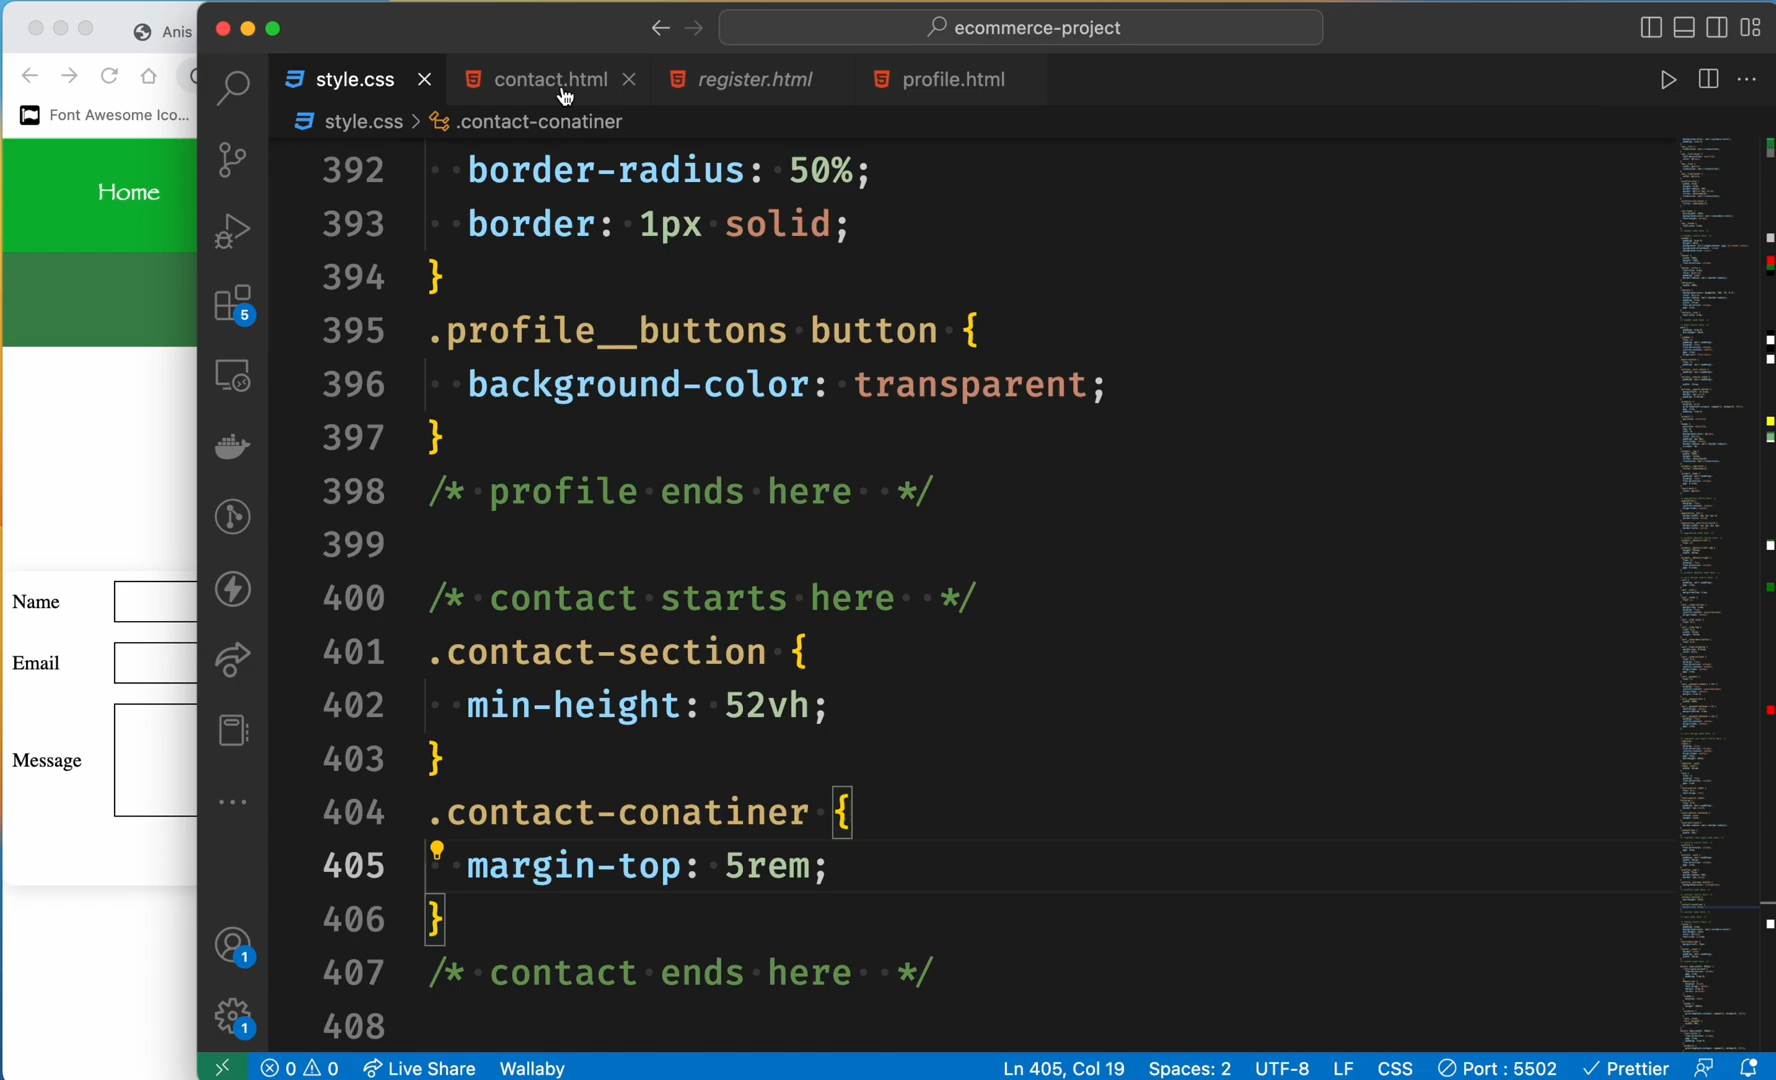 Anis
ecommerce-project
style.css
contact.html
register.html
profile.html
Font Awesome Ico...
style.css > .contact-conatiner
Home
392 border-radius: 50%;
393 border: 1px solid;
394 }
395 .profile__buttons button {
396 background-color: transparent;
397 }
398 /* profile ends here */
399
400 /* contact starts here */
401 .contact-section {
402 min-height: 52vh;
403 }
404 .contact-conatiner {
405 margin-top: 5rem;
406 }
407 /* contact ends here */
408
5
Name
Email
Message
1
1
0 0 Live Share Wallaby Ln 405, Col 19 Spaces: 2 UTF-8 LF CSS Port : 5502 Prettier